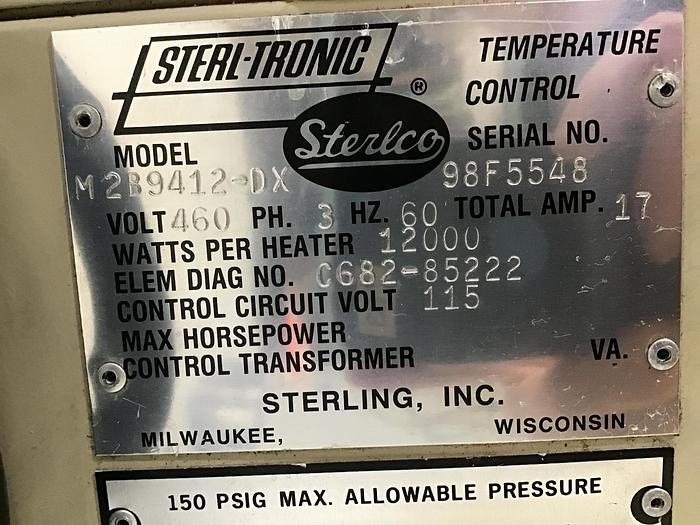 STERL-TRONIC
TEMPERATURE
CONTROL
Sterlco ®
MODEL
M2B9412-DX
SERIAL NO.
98F5548
VOLT 460 PH. 3 HZ. 60 TOTAL AMP. 17
WATTS PER HEATER 12000
ELEM DIAG NO. C682-85222
CONTROL CIRCUIT VOLT 115
MAX HORSEPOWER
CONTROL TRANSFORMER VA.
STERLING, INC.
MILWAUKEE, WISCONSIN
150 PSIG MAX. ALLOWABLE PRESSURE